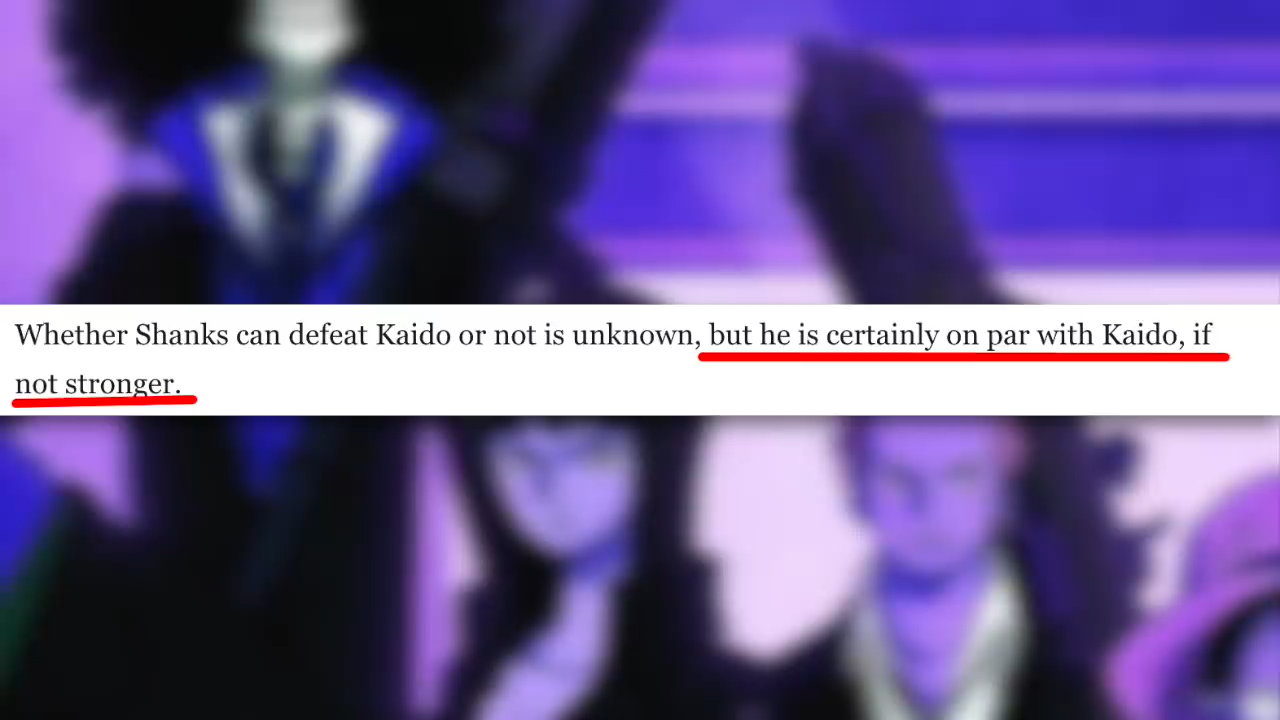 Whether Shanks can defeat Kaido or not is unknown, but he is certainly on par with Kaido, if
not stronger.